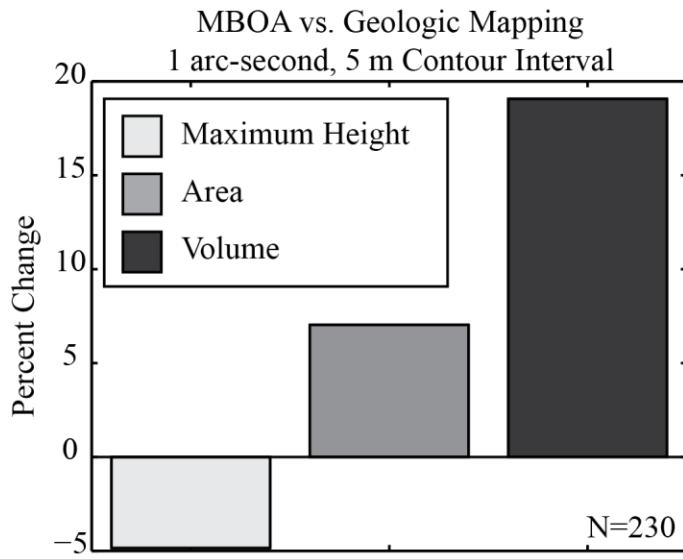 MBOA vs. Geologic Mapping
1 arc-second, 5 m Contour Interval
20
15
10
5
0
−5
Percent Change
Maximum Height
Area
Volume
N=230